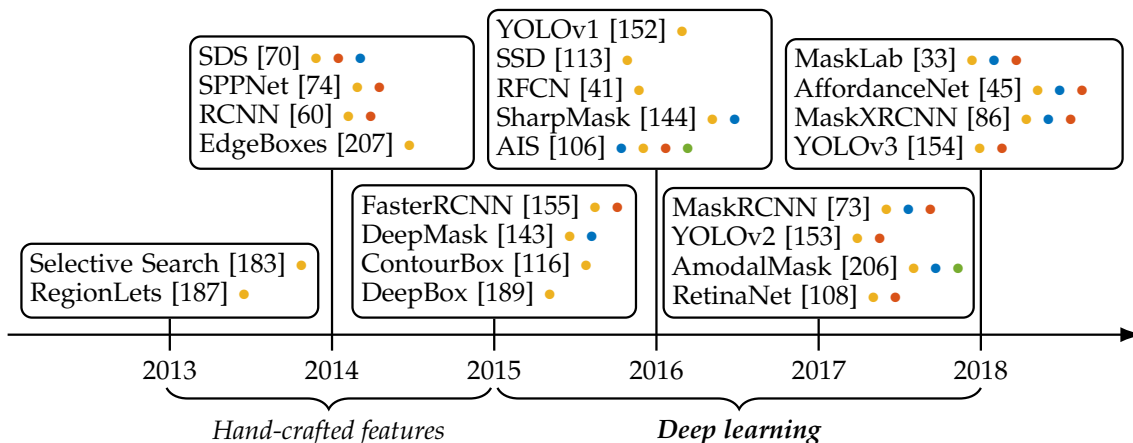 SDS [70]
SPPNet [74]
RCNN [60]
EdgeBoxes [207]
YOLOv1 [152]
SSD [113]
RFCN [41]
SharpMask [144]
AIS [106]
MaskLab [33]
AffordanceNet [45]
MaskXRCNN [86]
YOLOv3 [154]
Selective Search [183]
RegionLets [187]
FasterRCNN [155]
DeepMask [143]
ContourBox [116]
DeepBox [189]
MaskRCNN [73]
YOLOv2 [153]
AmodalMask [206]
RetinaNet [108]
2013 2014 2015 2016 2017 2018
Hand-crafted features Deep learning